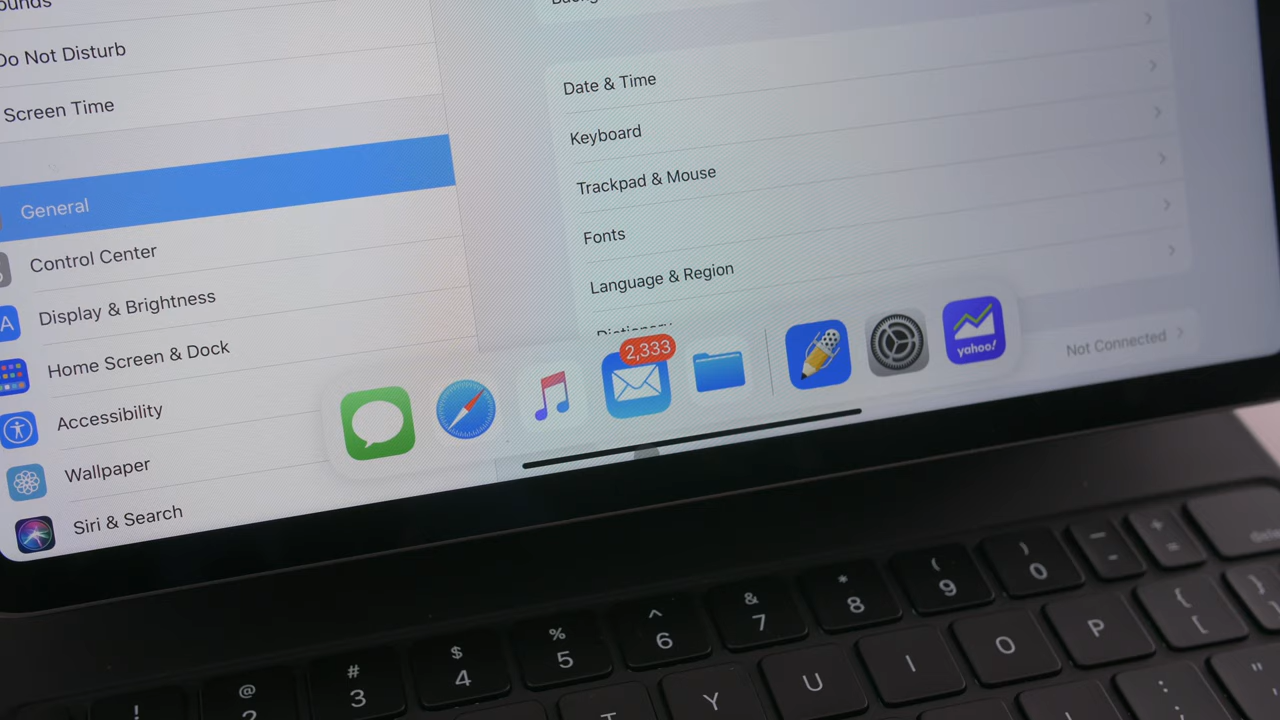 Do Not Disturb
Screen Time
General
Control Center
Display & Brightness
Home Screen & Dock
Accessibility
Wallpaper
Siri & Search
Date & Time
Keyboard
Trackpad & Mouse
Fonts
Language & Region
Dictionary
Not Connected
2,333
yahoo!
! @ # $ % ^ & * ( ) – +
2 3 4 5 6 7 8 9 0 - =
T Y U I O P { [ }
: "